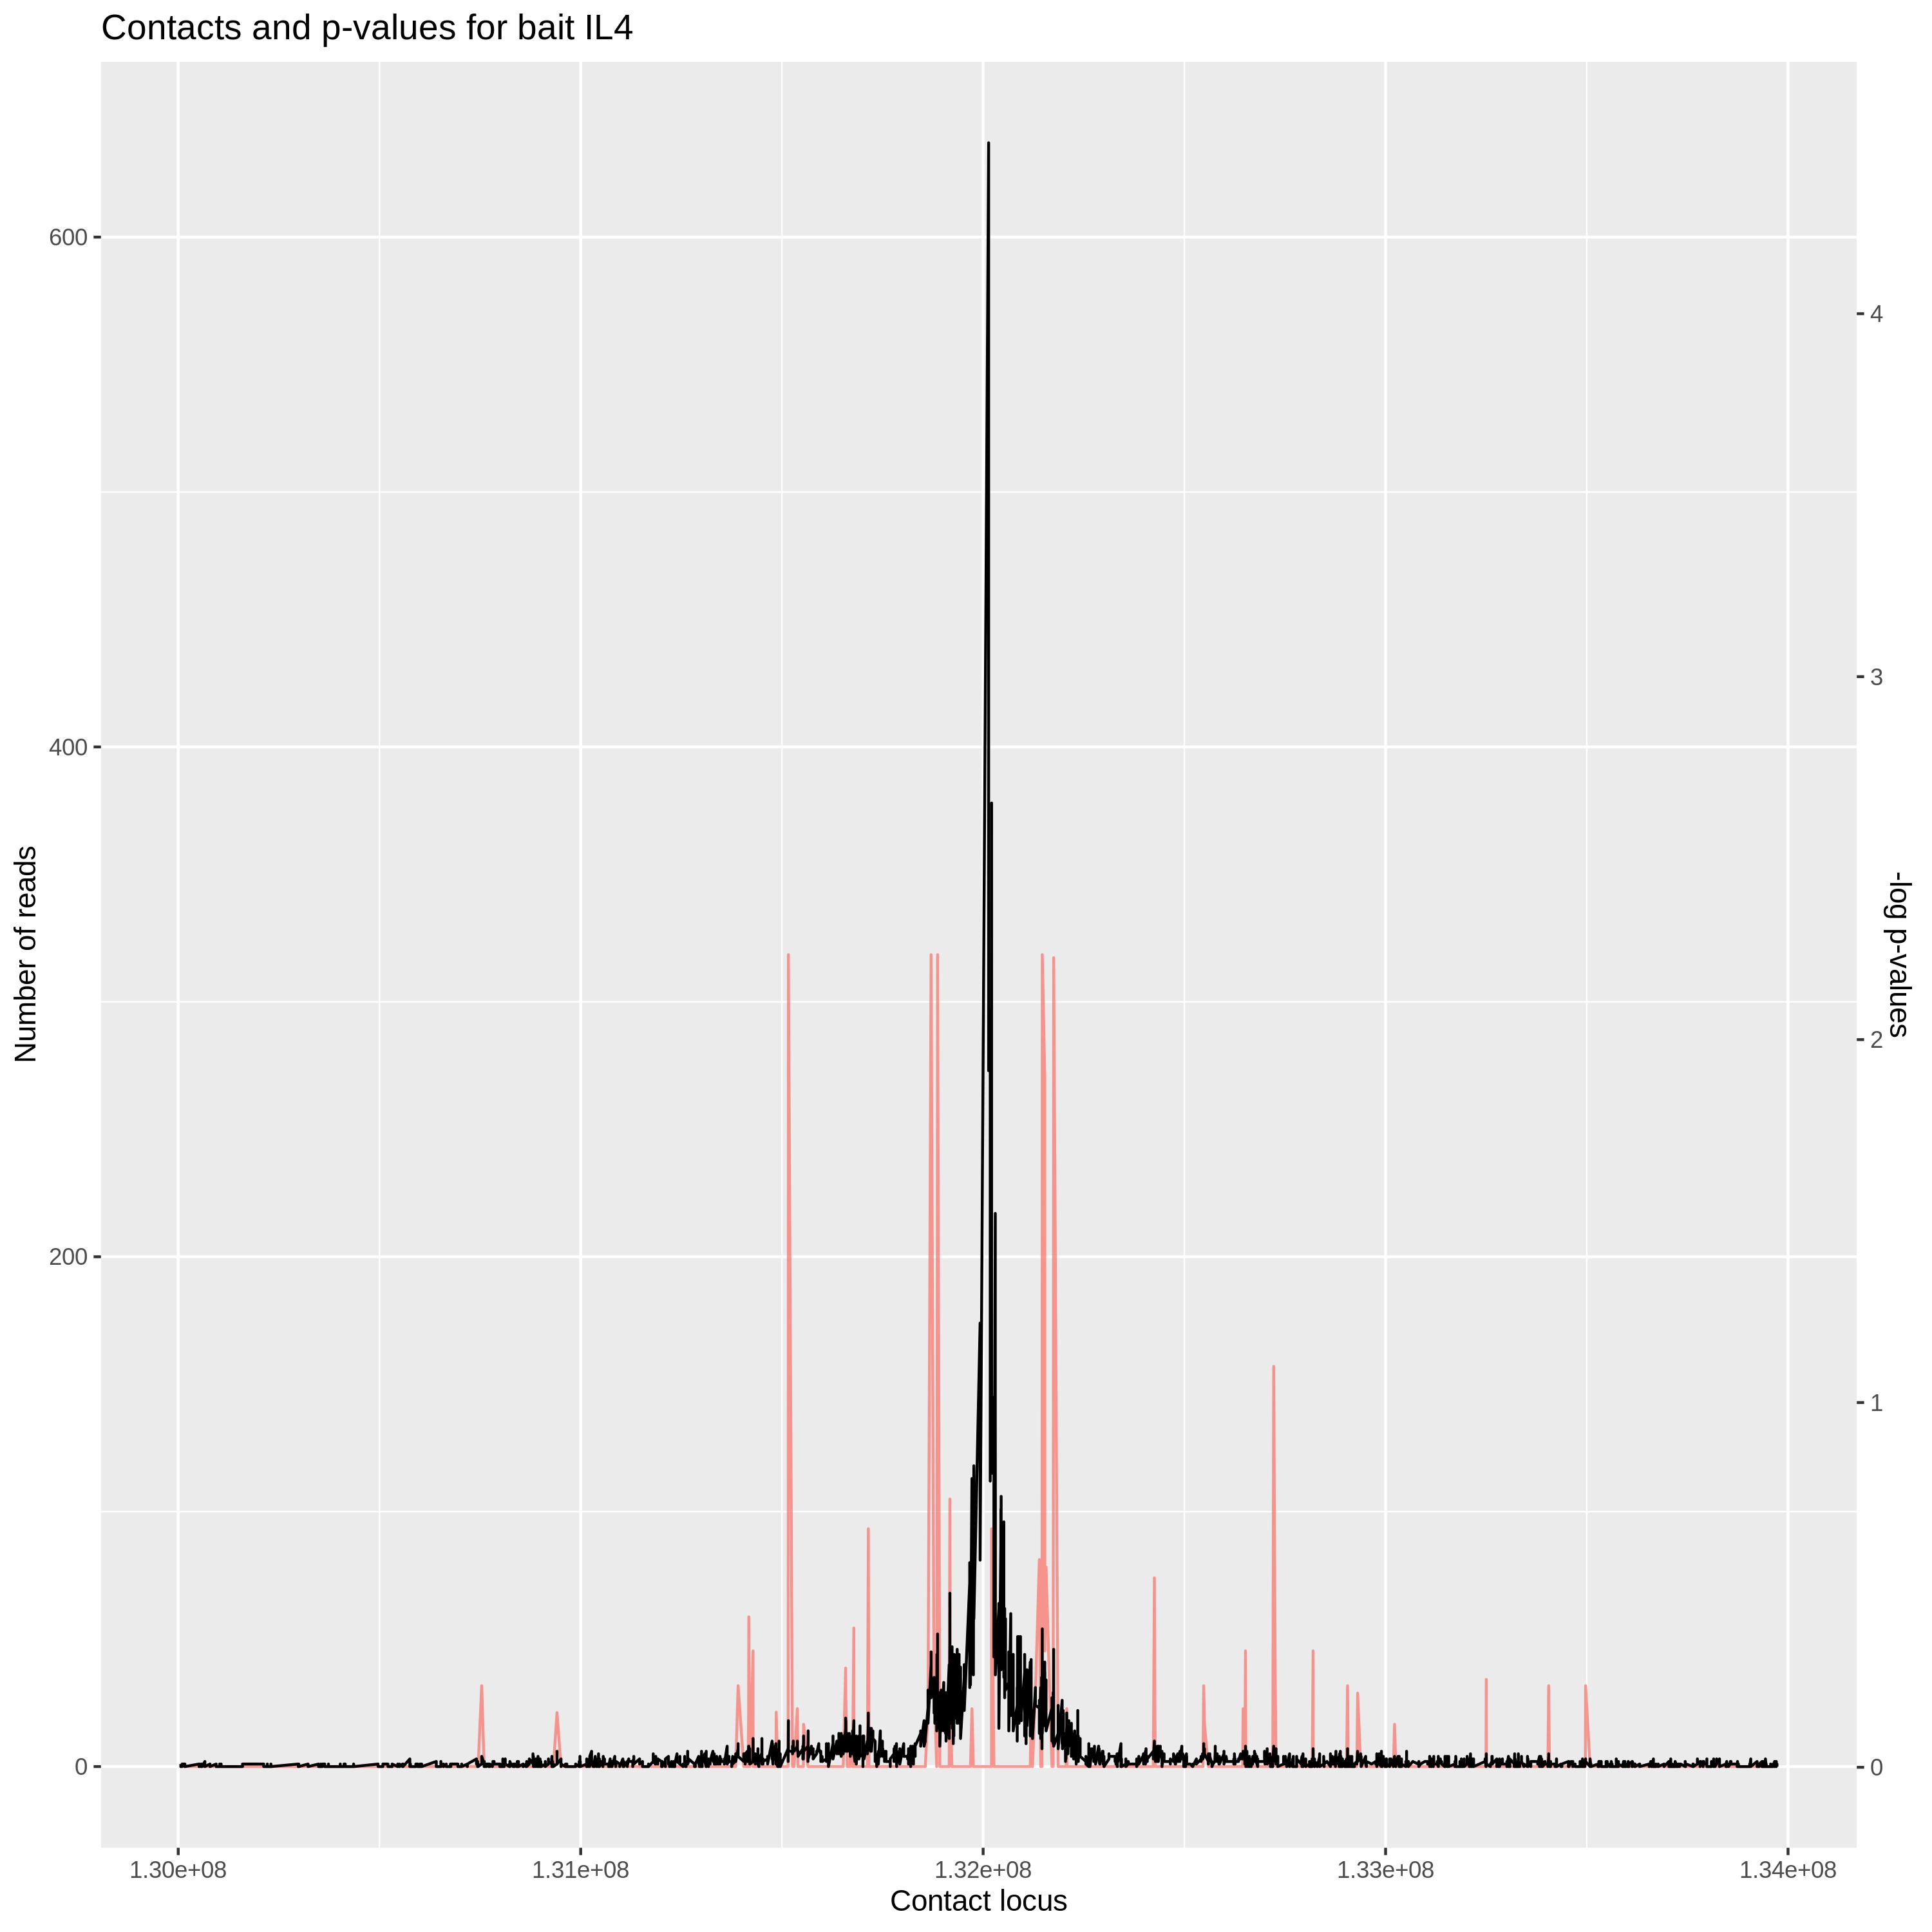 Contacts and p-values for bait IL4
Number of reads
600
400
200
0
4
3
2
1
0
-log p-values
1.30e+08
1.31e+08
1.32e+08
1.33e+08
1.34e+08
Contact locus